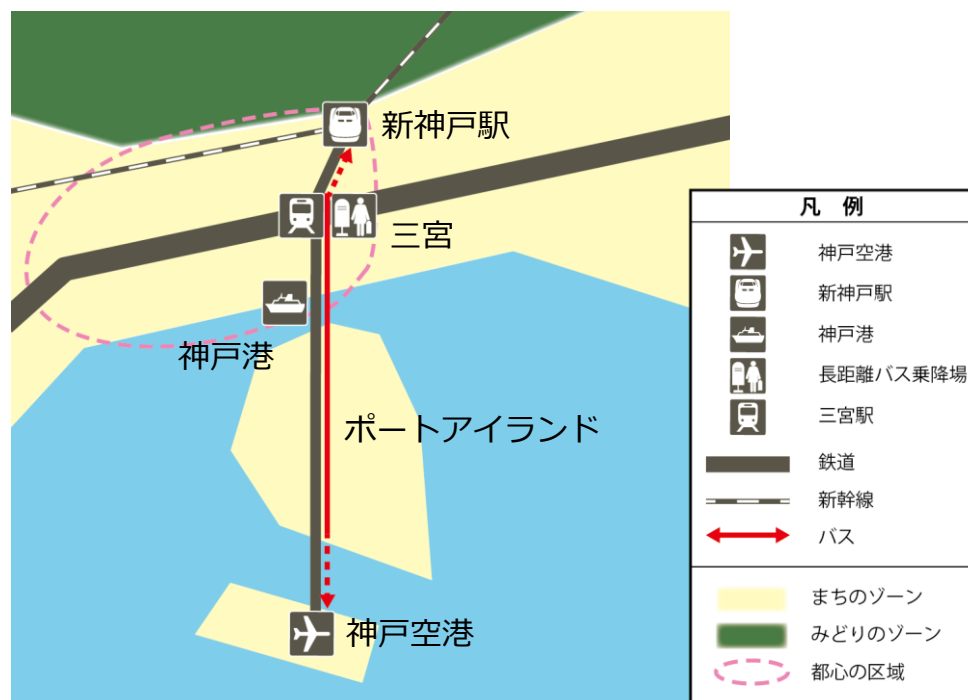 新神戸駅
三宮
神戸港
ポートアイランド
神戸空港
凡 例
神戸空港
新神戸駅
神戸港
長距離バス乗降場
三宮駅
鉄道
新幹線
バス
まちのゾーン
みどりのゾーン
都心の区域